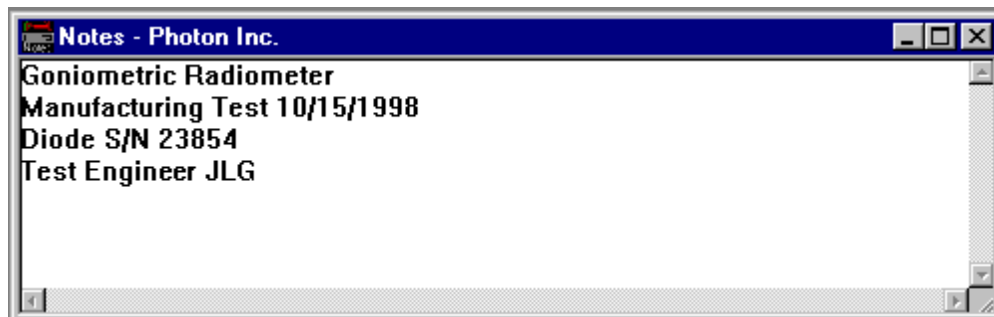 Notes - Photon Inc.
Goniometric Radiometer
Manufacturing Test 10/15/1998
Diode S/N 23854
Test Engineer JLG